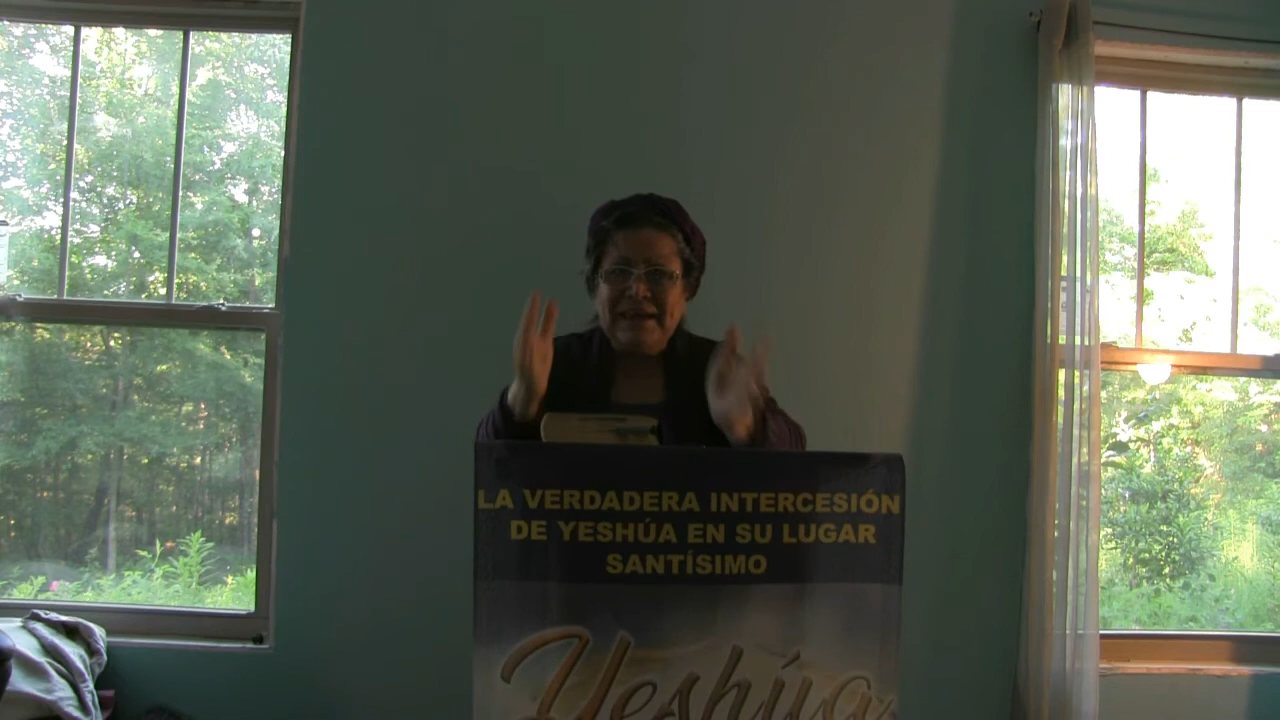 LA VERDADERA INTERCESIÓN
DE YESHÚA EN SU LUGAR
SANTÍSIMO
Yeshúa